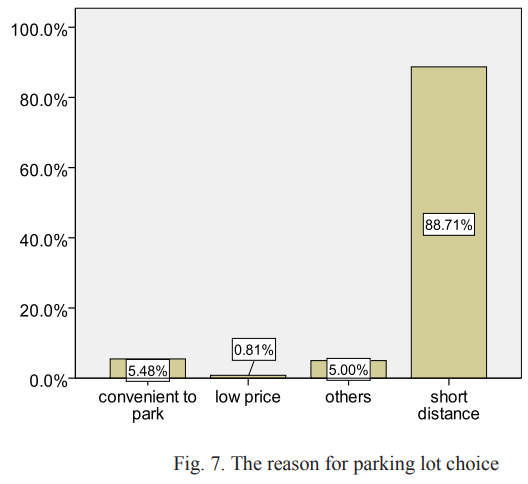 100.0%
80.0%
60.0%
40.0%
20.0%
0.0%
5.48%
0.81%
5.00%
88.71%
convenient to
park
low price
others
short
distance
Fig. 7. The reason for parking lot choice